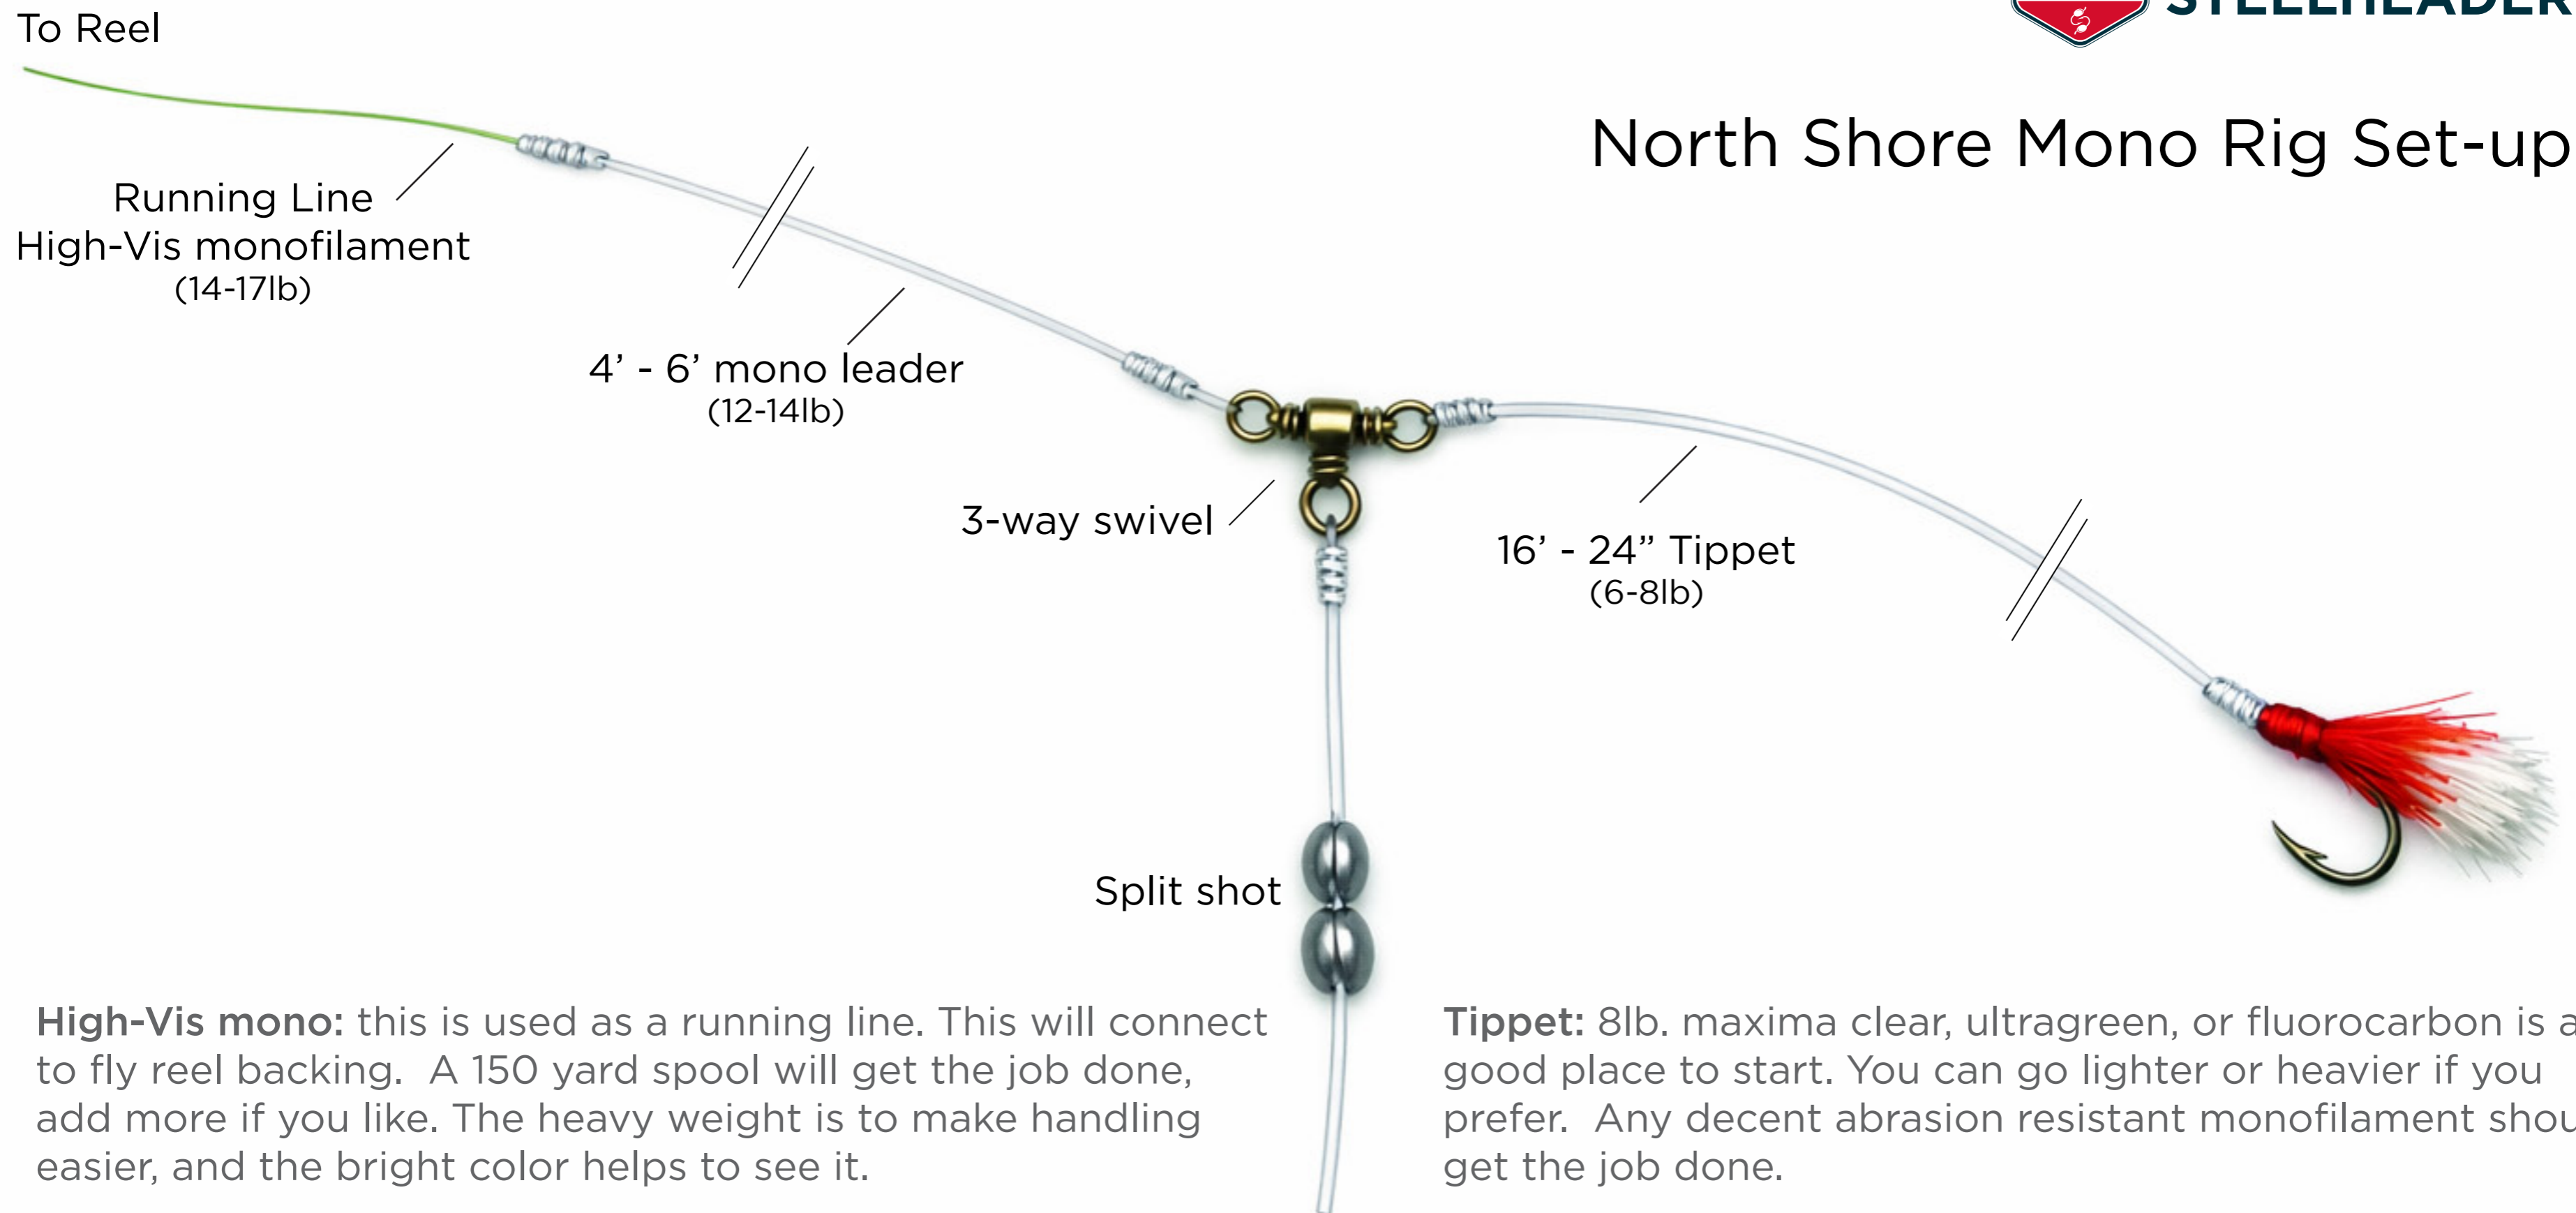 To Reel
STEELHEADER
North Shore Mono Rig Set-up
Running Line
High-Vis monofilament
(14-17lb)
4’ - 6’ mono leader
(12-14lb)
3-way swivel
16’ - 24” Tippet
(6-8lb)
Split shot
High-Vis mono: this is used as a running line. This will connect
to fly reel backing.  A 150 yard spool will get the job done,
add more if you like. The heavy weight is to make handling
easier, and the bright color helps to see it.
Tippet: 8lb. maxima clear, ultragreen, or fluorocarbon is a
good place to start. You can go lighter or heavier if you
prefer.  Any decent abrasion resistant monofilament shou
get the job done.